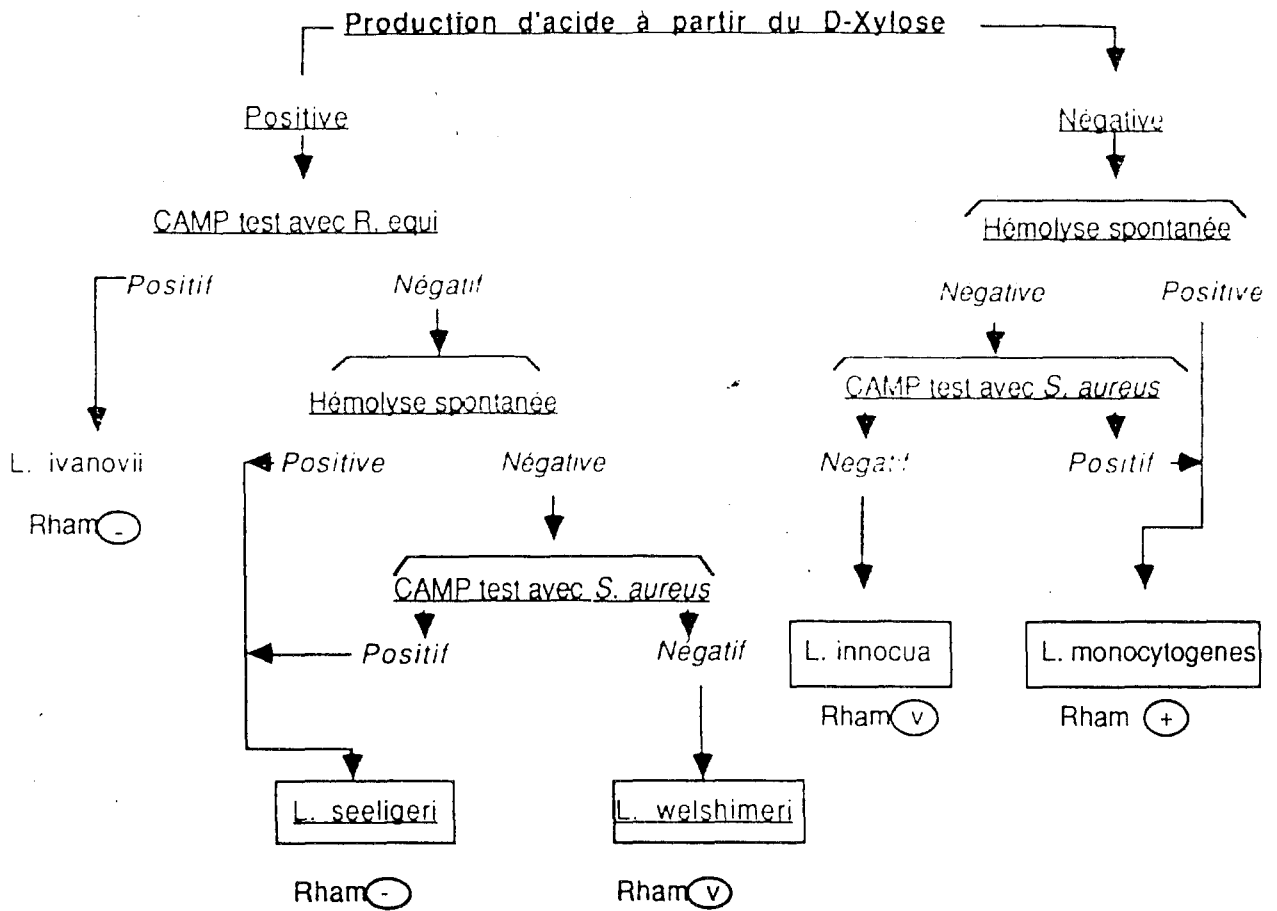 Production d'acide à partir du D-Xylose
Positive
Négative
CAMP test avec R. equi
Hémolyse spontanée
Positif
Négatif
Négative
Positive
Hémolyse spontanée
CAMP test avec S. aureus
L. ivanovii
Positive
Négative
Négatif
Positif
Rham -
CAMP test avec S. aureus
Positif
Négatif
L. innocua
L. monocytogenes
Rham v
Rham +
L. seeligeri
L. welshimeri
Rham -
Rham v